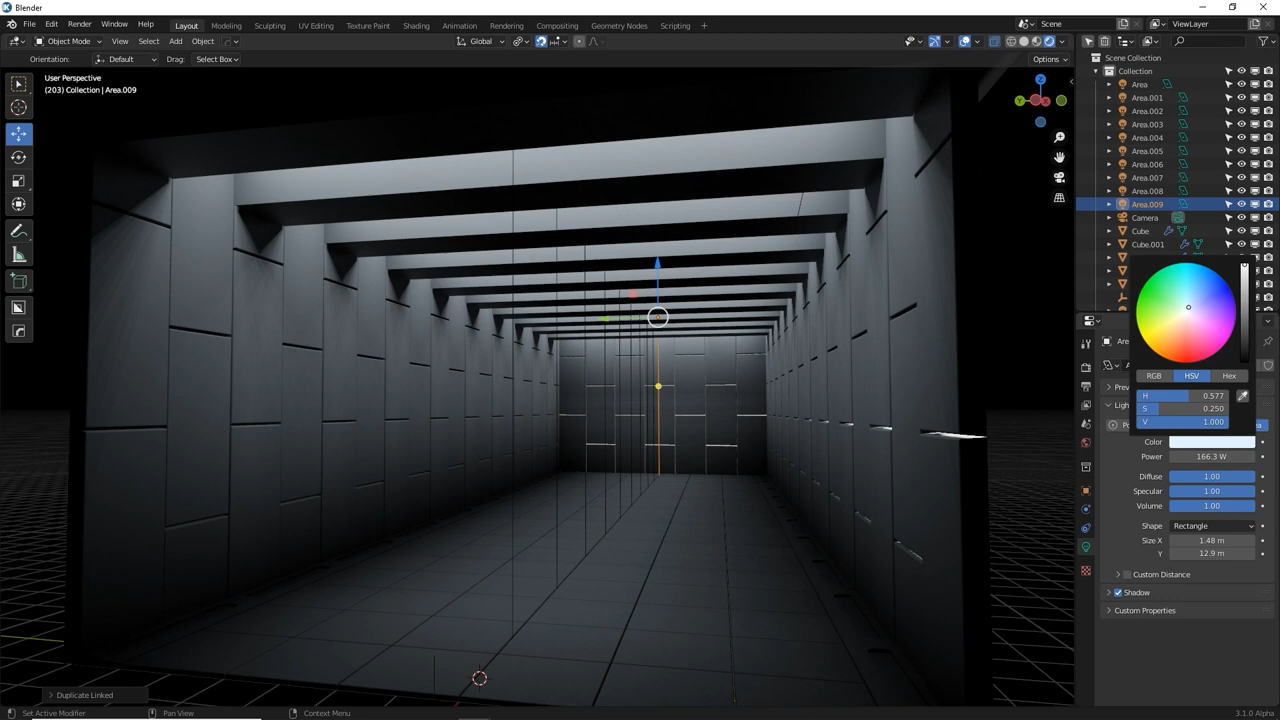 Blender
File Edit Render Window Help
Layout Modeling Sculpting UV Editing Texture Paint Shading Animation Rendering Compositing Geometry Nodes Scripting +
Scene
ViewLayer
Object Mode View Select Add Object
Global
Orientation: Default Drag: Select Box
Options
User Perspective
(203) Collection | Area.009
Z
Y
X
Scene Collection
Collection
Area
Area.001
Area.002
Area.003
Area.004
Area.005
Area.006
Area.007
Area.008
Area.009
Camera
Cube
Cube.001
RGB HSV Hex
H 0.577
S 0.250
V 1.000
Color
Power 166.3 W
Diffuse 1.00
Specular 1.00
Volume 1.00
Shape Rectangle
Size X 1.48 m
Y 12.9 m
Custom Distance
Shadow
Custom Properties
Duplicate Linked
Set Active Modifier
Pan View
Context Menu
3.1.0 Alpha